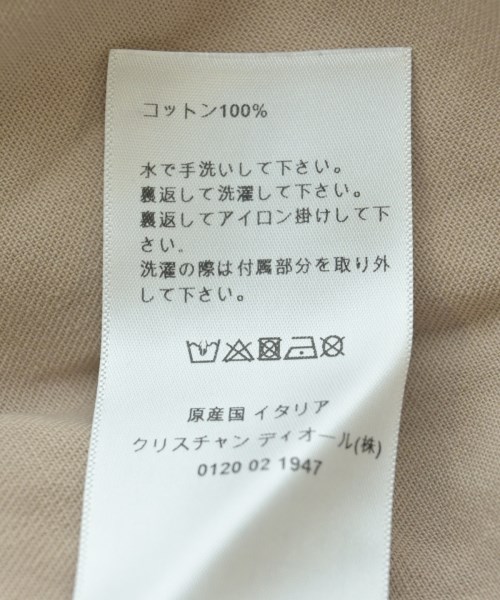 コットン100%
水で手洗いして下さい。
裏返して洗濯して下さい。
裏返してアイロン掛けして下
さい。
洗濯の際は付属部分を取り外
して下さい。
原産国 イタリア
クリスチャン ディオール(株)
0120 02 1947